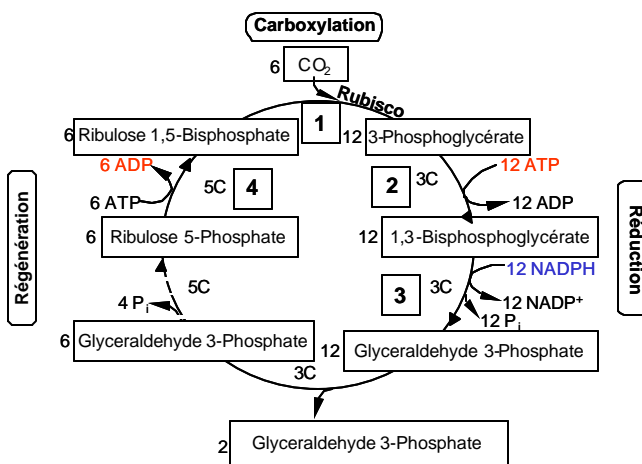 Carboxylation
6 CO2
Rubisco
1
6 Ribulose 1,5-Bisphosphate
12 3-Phosphoglycérate
6 ADP
12 ATP
5C
4
2
3C
6 ATP
12 ADP
Régénération
Réduction
6 Ribulose 5-Phosphate
12 1,3-Bisphosphoglycérate
12 NADPH
5C
3
3C
12 NADP+
4 Pi
12 Pi
6 Glyceraldehyde 3-Phosphate
12 Glyceraldehyde 3-Phosphate
3C
2 Glyceraldehyde 3-Phosphate